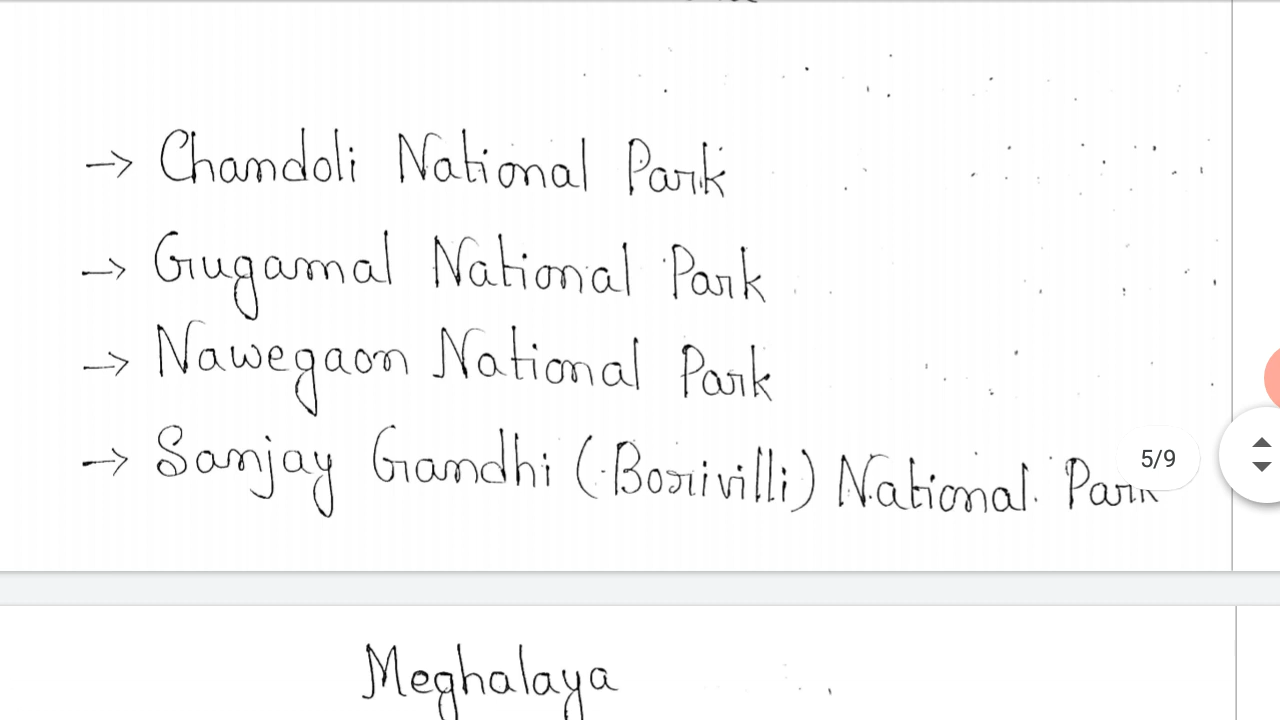 → Chandoli National Park
→ Gugamal National Park
→ Nawegaon National Park
→ Sanjay Gandhi (Borivilli) National Park
5/9
Meghalaya